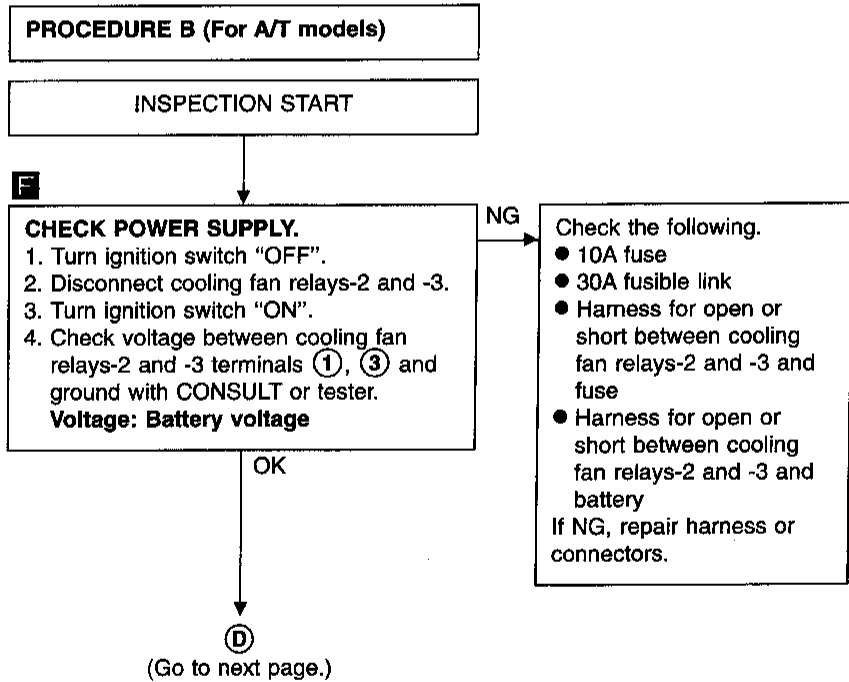 PROCEDURE B (For A/T models)
INSPECTION START
F
CHECK POWER SUPPLY.
1. Turn ignition switch “OFF”.
2. Disconnect cooling fan relays-2 and -3.
3. Turn ignition switch “ON”.
4. Check voltage between cooling fan
relays-2 and -3 terminals ①, ③ and
ground with CONSULT or tester.
Voltage: Battery voltage
NG
Check the following.
● 10A fuse
● 30A fusible link
● Harness for open or
short between cooling
fan relays-2 and -3 and
fuse
● Harness for open or
short between cooling
fan relays-2 and -3 and
battery
If NG, repair harness or
connectors.
OK
Ⓓ
(Go to next page.)